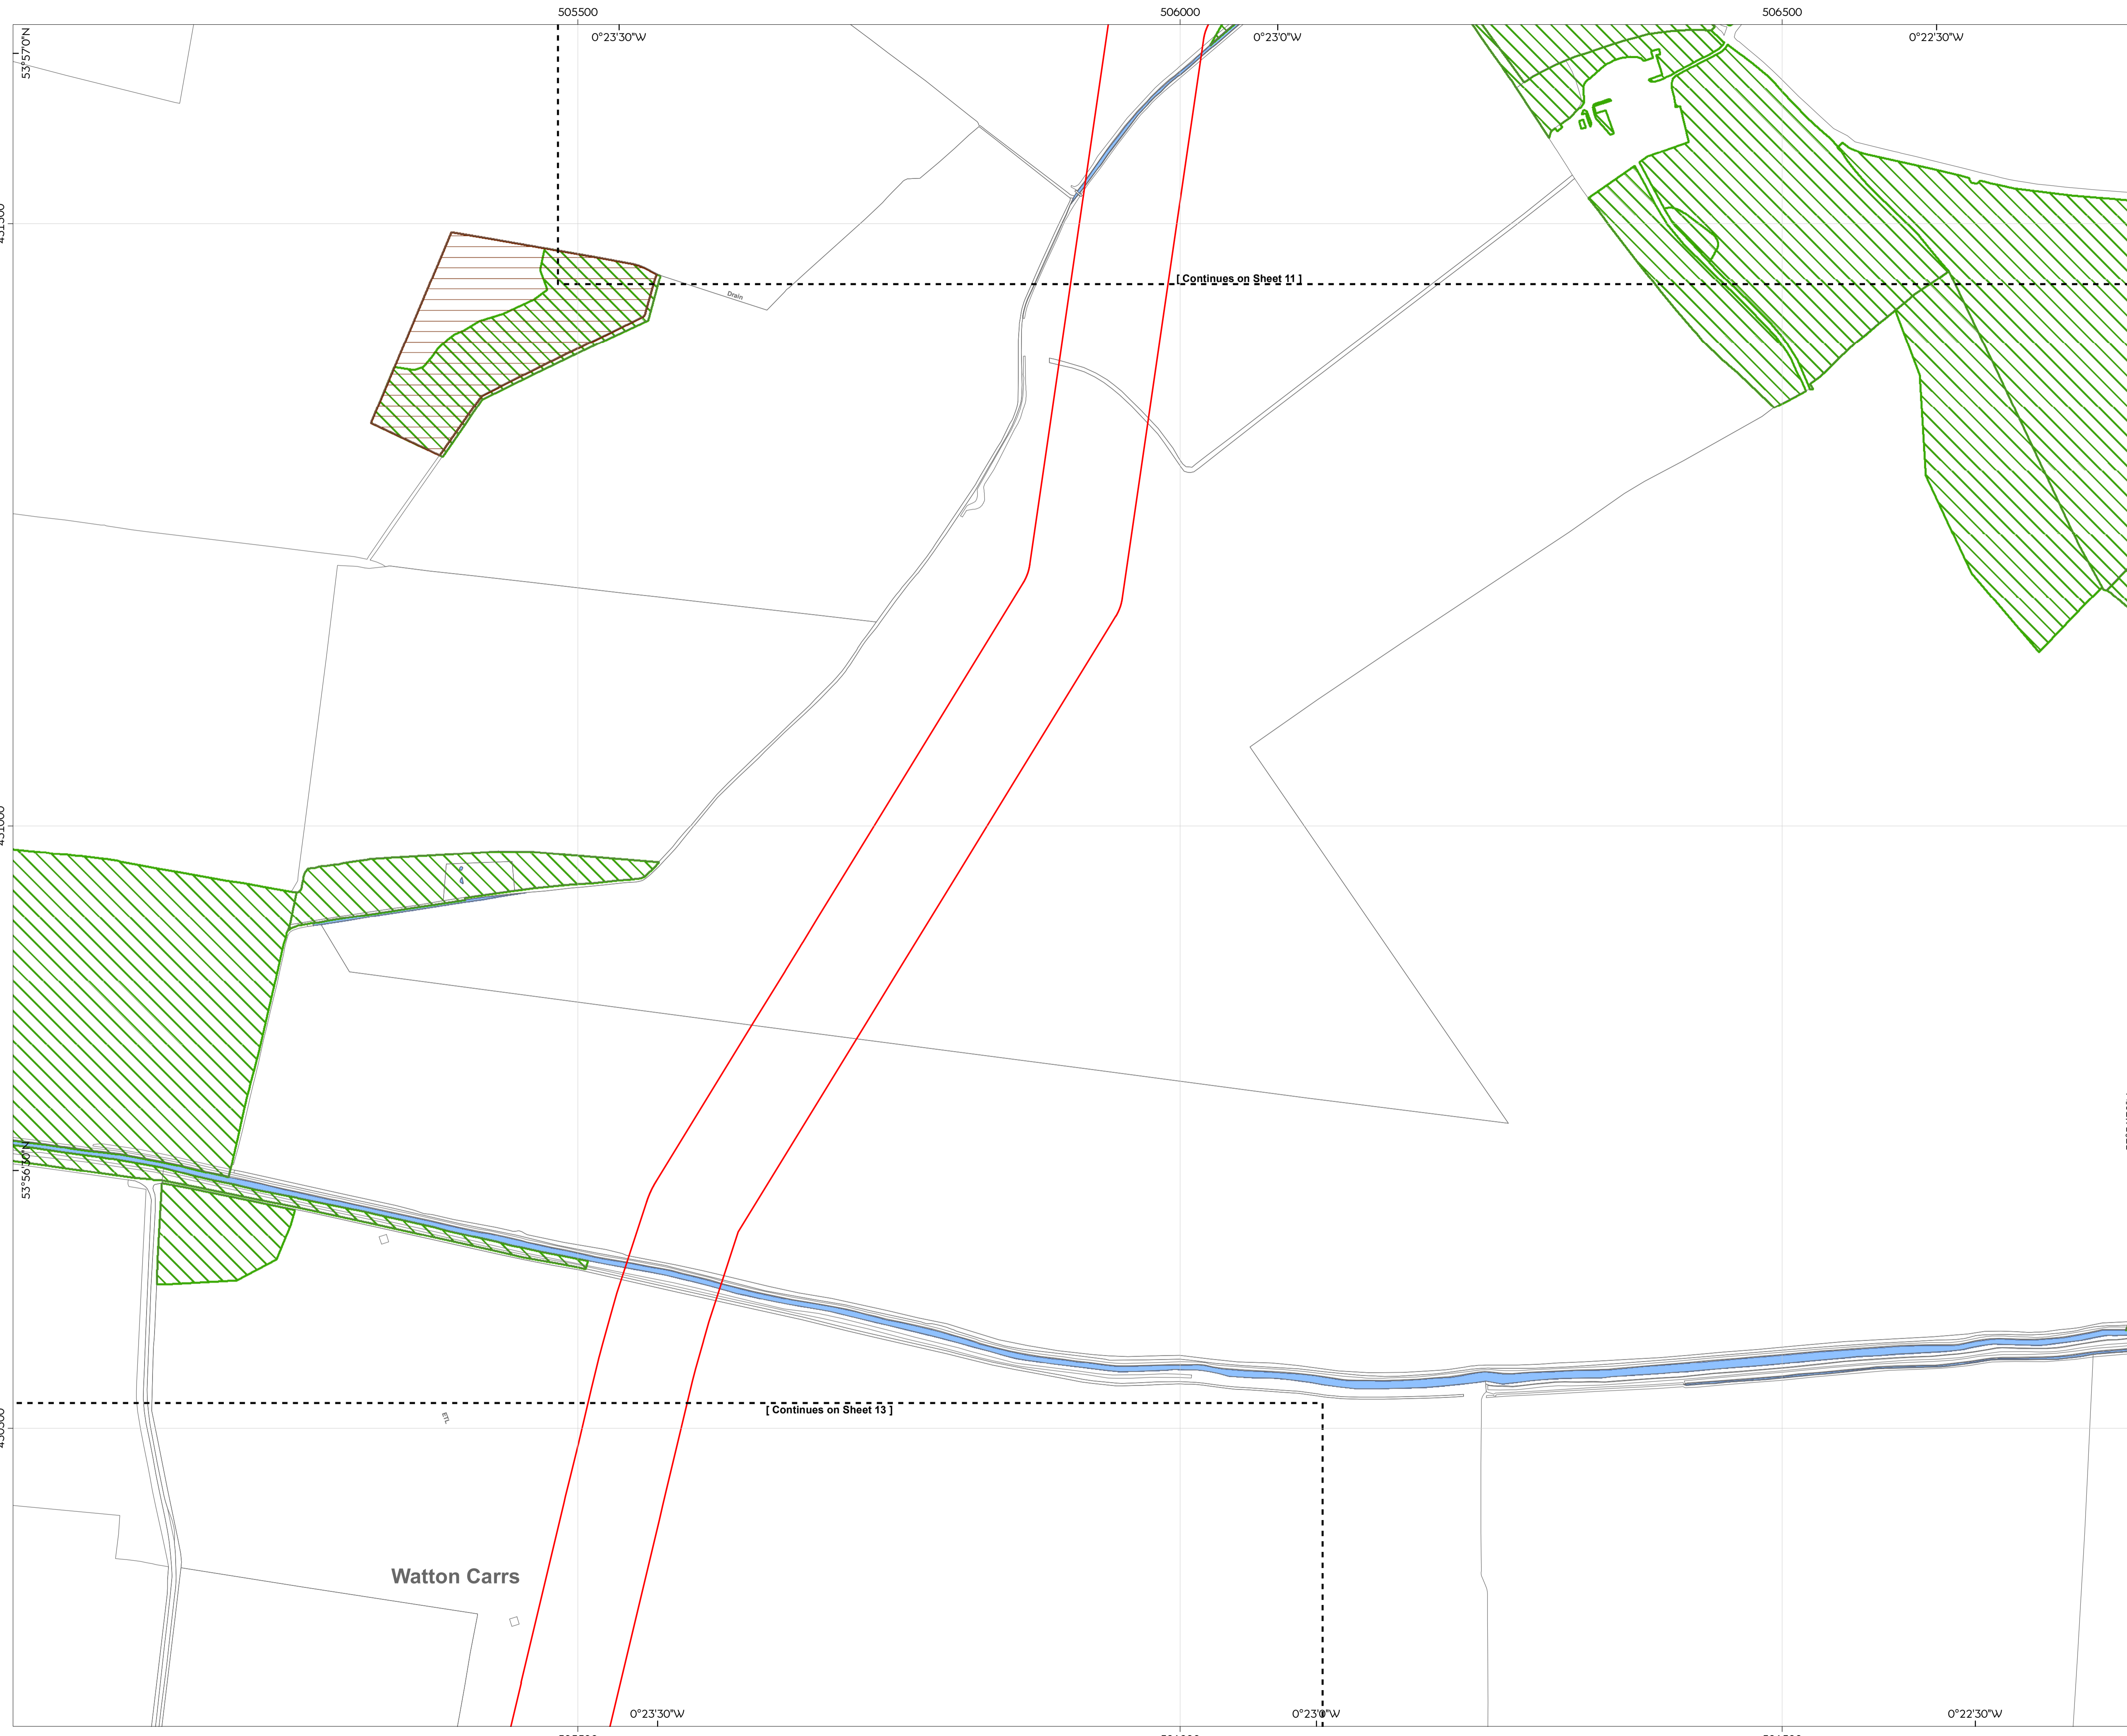 505500
506000
506500
0°23'30"W
0°23'0"W
0°22'30"W
53°57'0"N
[ Continues on Sheet 11 ]
Drain
53°56'30"N
[ Continues on Sheet 13 ]
ETL
Watton Carrs
0°23'30"W
0°23'0"W
0°22'30"W